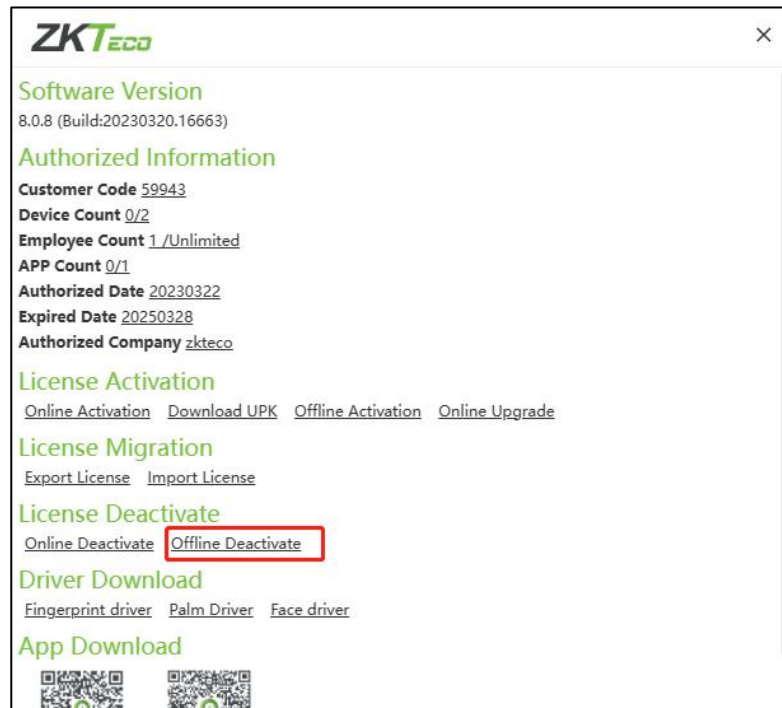 ZKTeco
Software Version
8.0.8 (Build:20230320.16663)
Authorized Information
Customer Code 59943
Device Count 0/2
Employee Count 1 /Unlimited
APP Count 0/1
Authorized Date 20230322
Expired Date 20250328
Authorized Company zkteco
License Activation
Online Activation Download UPK Offline Activation Online Upgrade
License Migration
Export License Import License
License Deactivate
Online Deactivate Offline Deactivate
Driver Download
Fingerprint driver Palm Driver Face driver
App Download